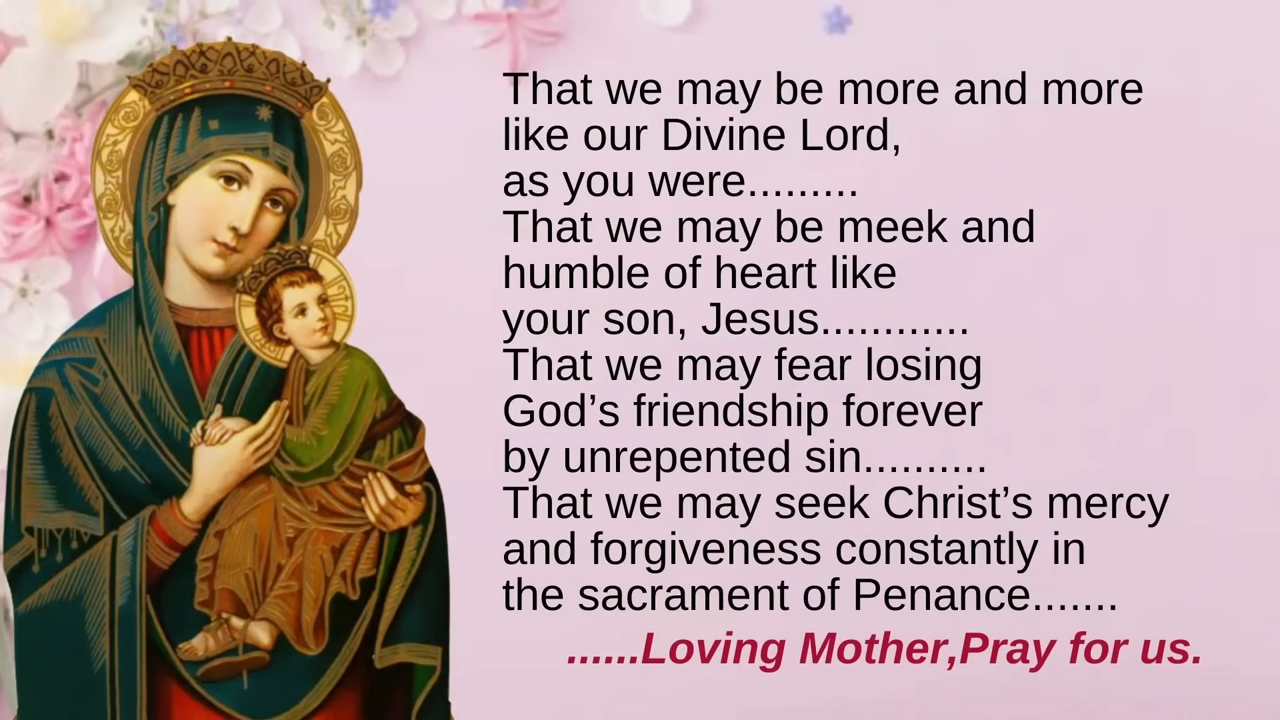 That we may be more and more
like our Divine Lord,
as you were.........
That we may be meek and
humble of heart like
your son, Jesus............
That we may fear losing
God’s friendship forever
by unrepented sin..........
That we may seek Christ’s mercy
and forgiveness constantly in
the sacrament of Penance.......
......Loving Mother,Pray for us.